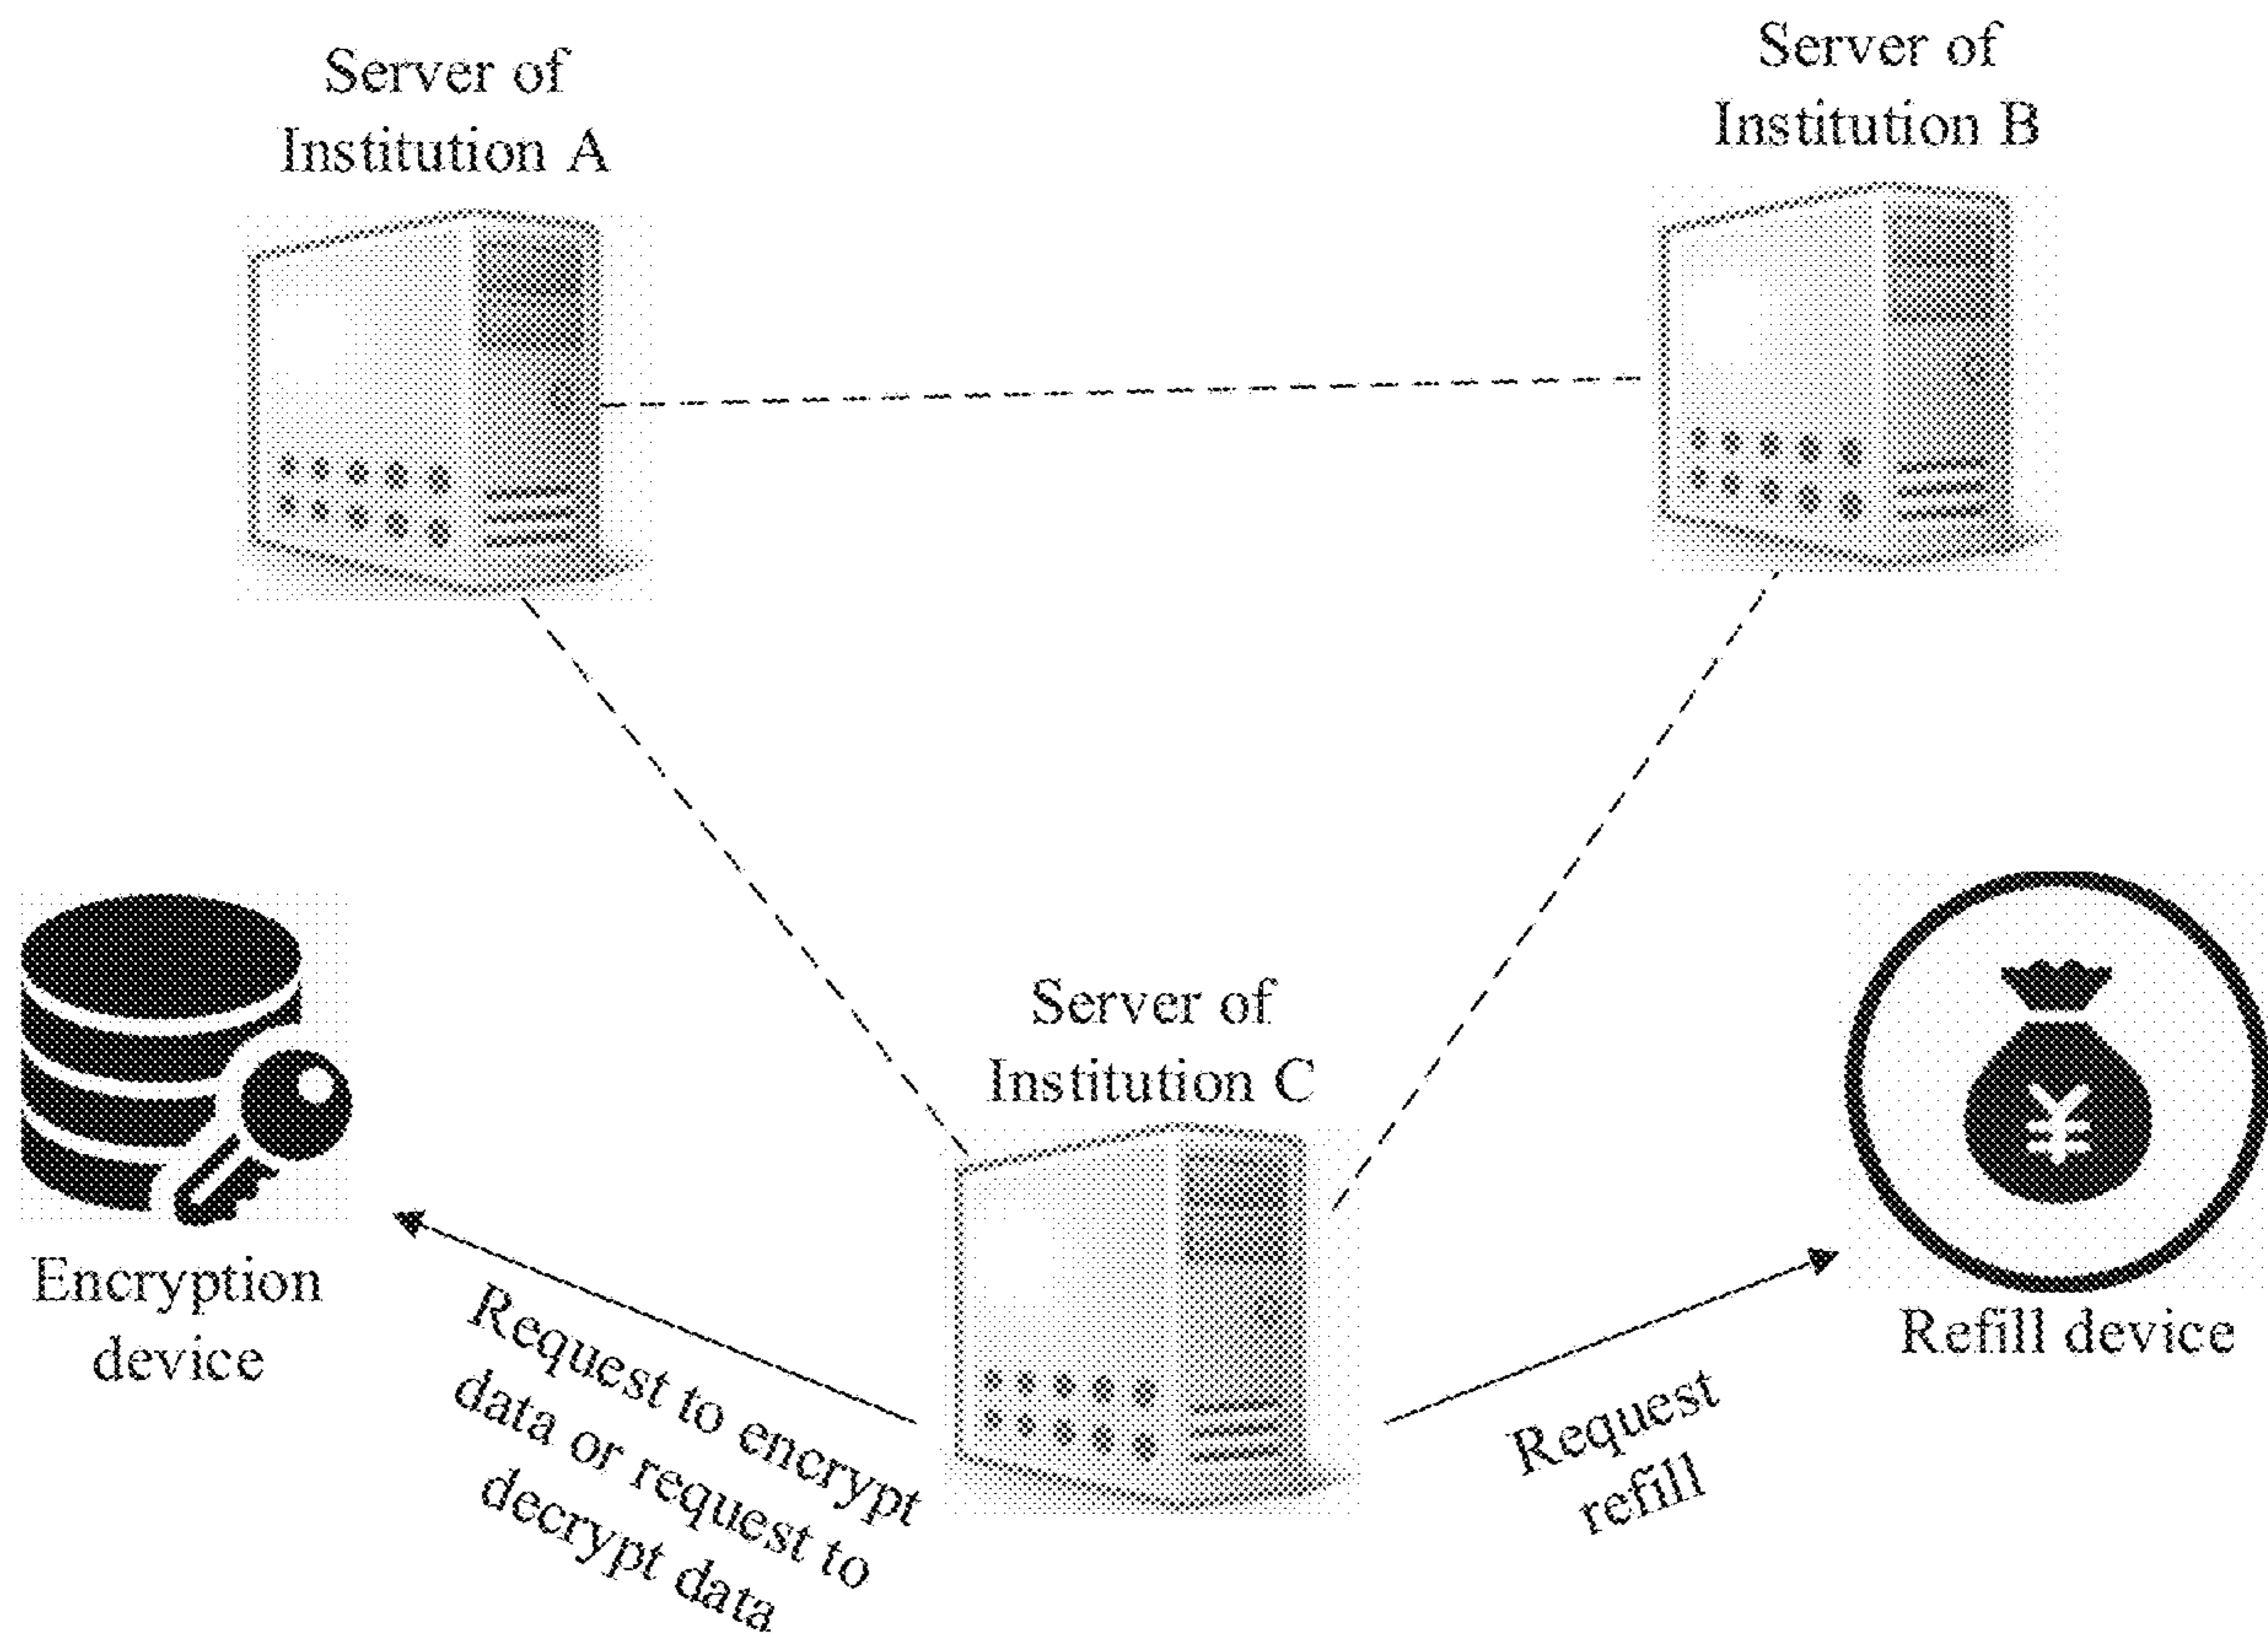 Server of
Institution A
Server of
Institution B
Server of
Institution C
Encryption
device
Request to encrypt
data or request to
decrypt data
¥
Refill device
Request
refill